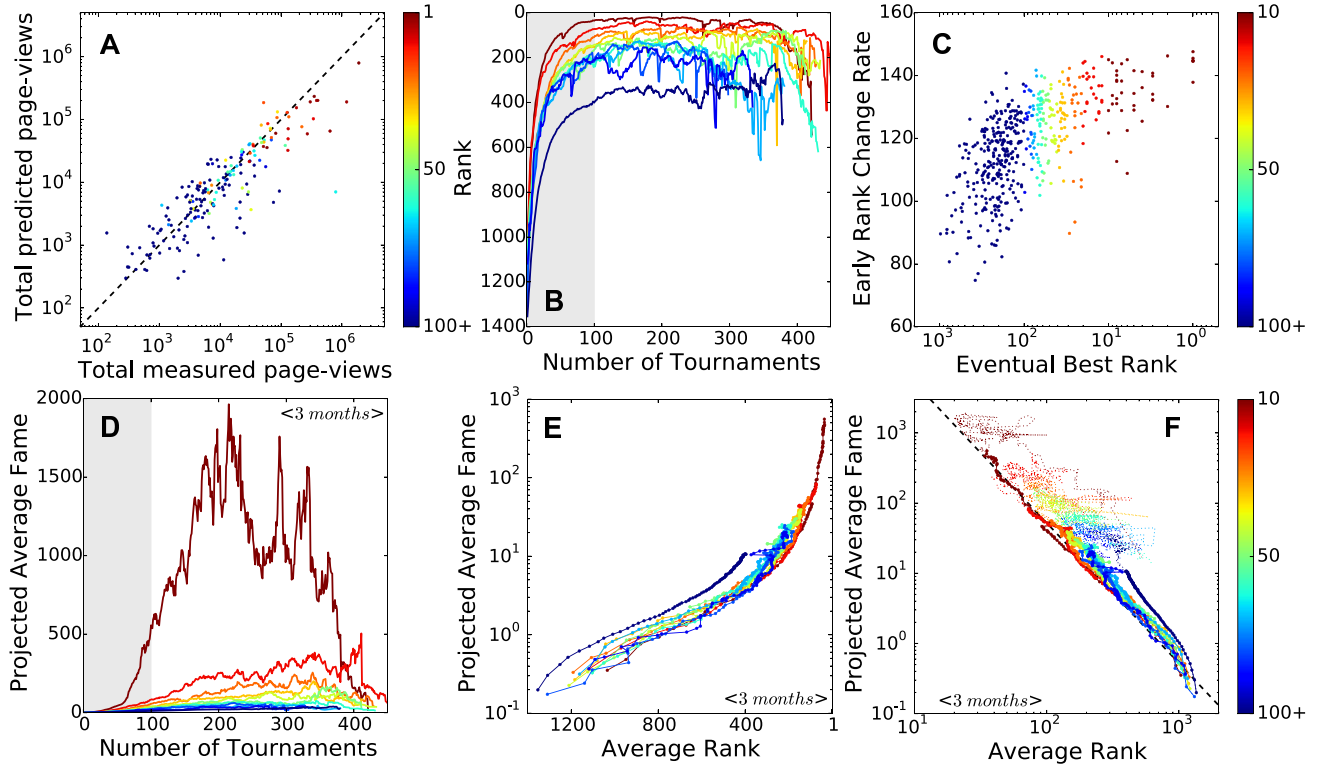 A
Total predicted page-views
10^6
10^5
10^4
10^3
10^2
10^2 10^3 10^4 10^5 10^6
Total measured page-views
1
50
100+
B
Rank
0
200
400
600
800
1000
1200
1400
0 100 200 300 400
Number of Tournaments
C
Early Rank Change Rate
160
140
120
100
80
60
10^3 10^2 10^1 10^0
Eventual Best Rank
10
50
100+
D
<3 months>
Projected Average Fame
2000
1500
1000
500
0
0 100 200 300 400
Number of Tournaments
E
Projected Average Fame
10^3
10^2
10^1
10^0
10^-1
<3 months>
1200 800 400 1
Average Rank
F
Projected Average Fame
10^3
10^2
10^1
10^0
10^-1
<3 months>
10^1 10^2 10^3
Average Rank
10
50
100+